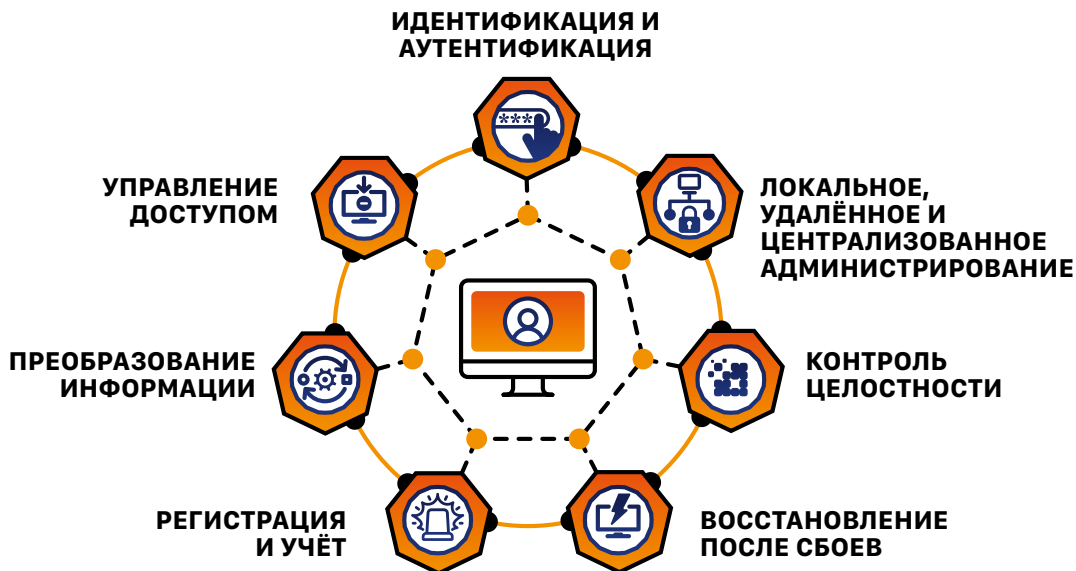 ИДЕНТИФИКАЦИЯ И
АУТЕНТИФИКАЦИЯ
УПРАВЛЕНИЕ
ДОСТУПОМ
ЛОКАЛЬНОЕ,
УДАЛЁННОЕ И
ЦЕНТРАЛИЗОВАННОЕ
АДМИНИСТРИРОВАНИЕ
ПРЕОБРАЗОВАНИЕ
ИНФОРМАЦИИ
КОНТРОЛЬ
ЦЕЛОСТНОСТИ
РЕГИСТРАЦИЯ
И УЧЁТ
ВОССТАНОВЛЕНИЕ
ПОСЛЕ СБОЕВ